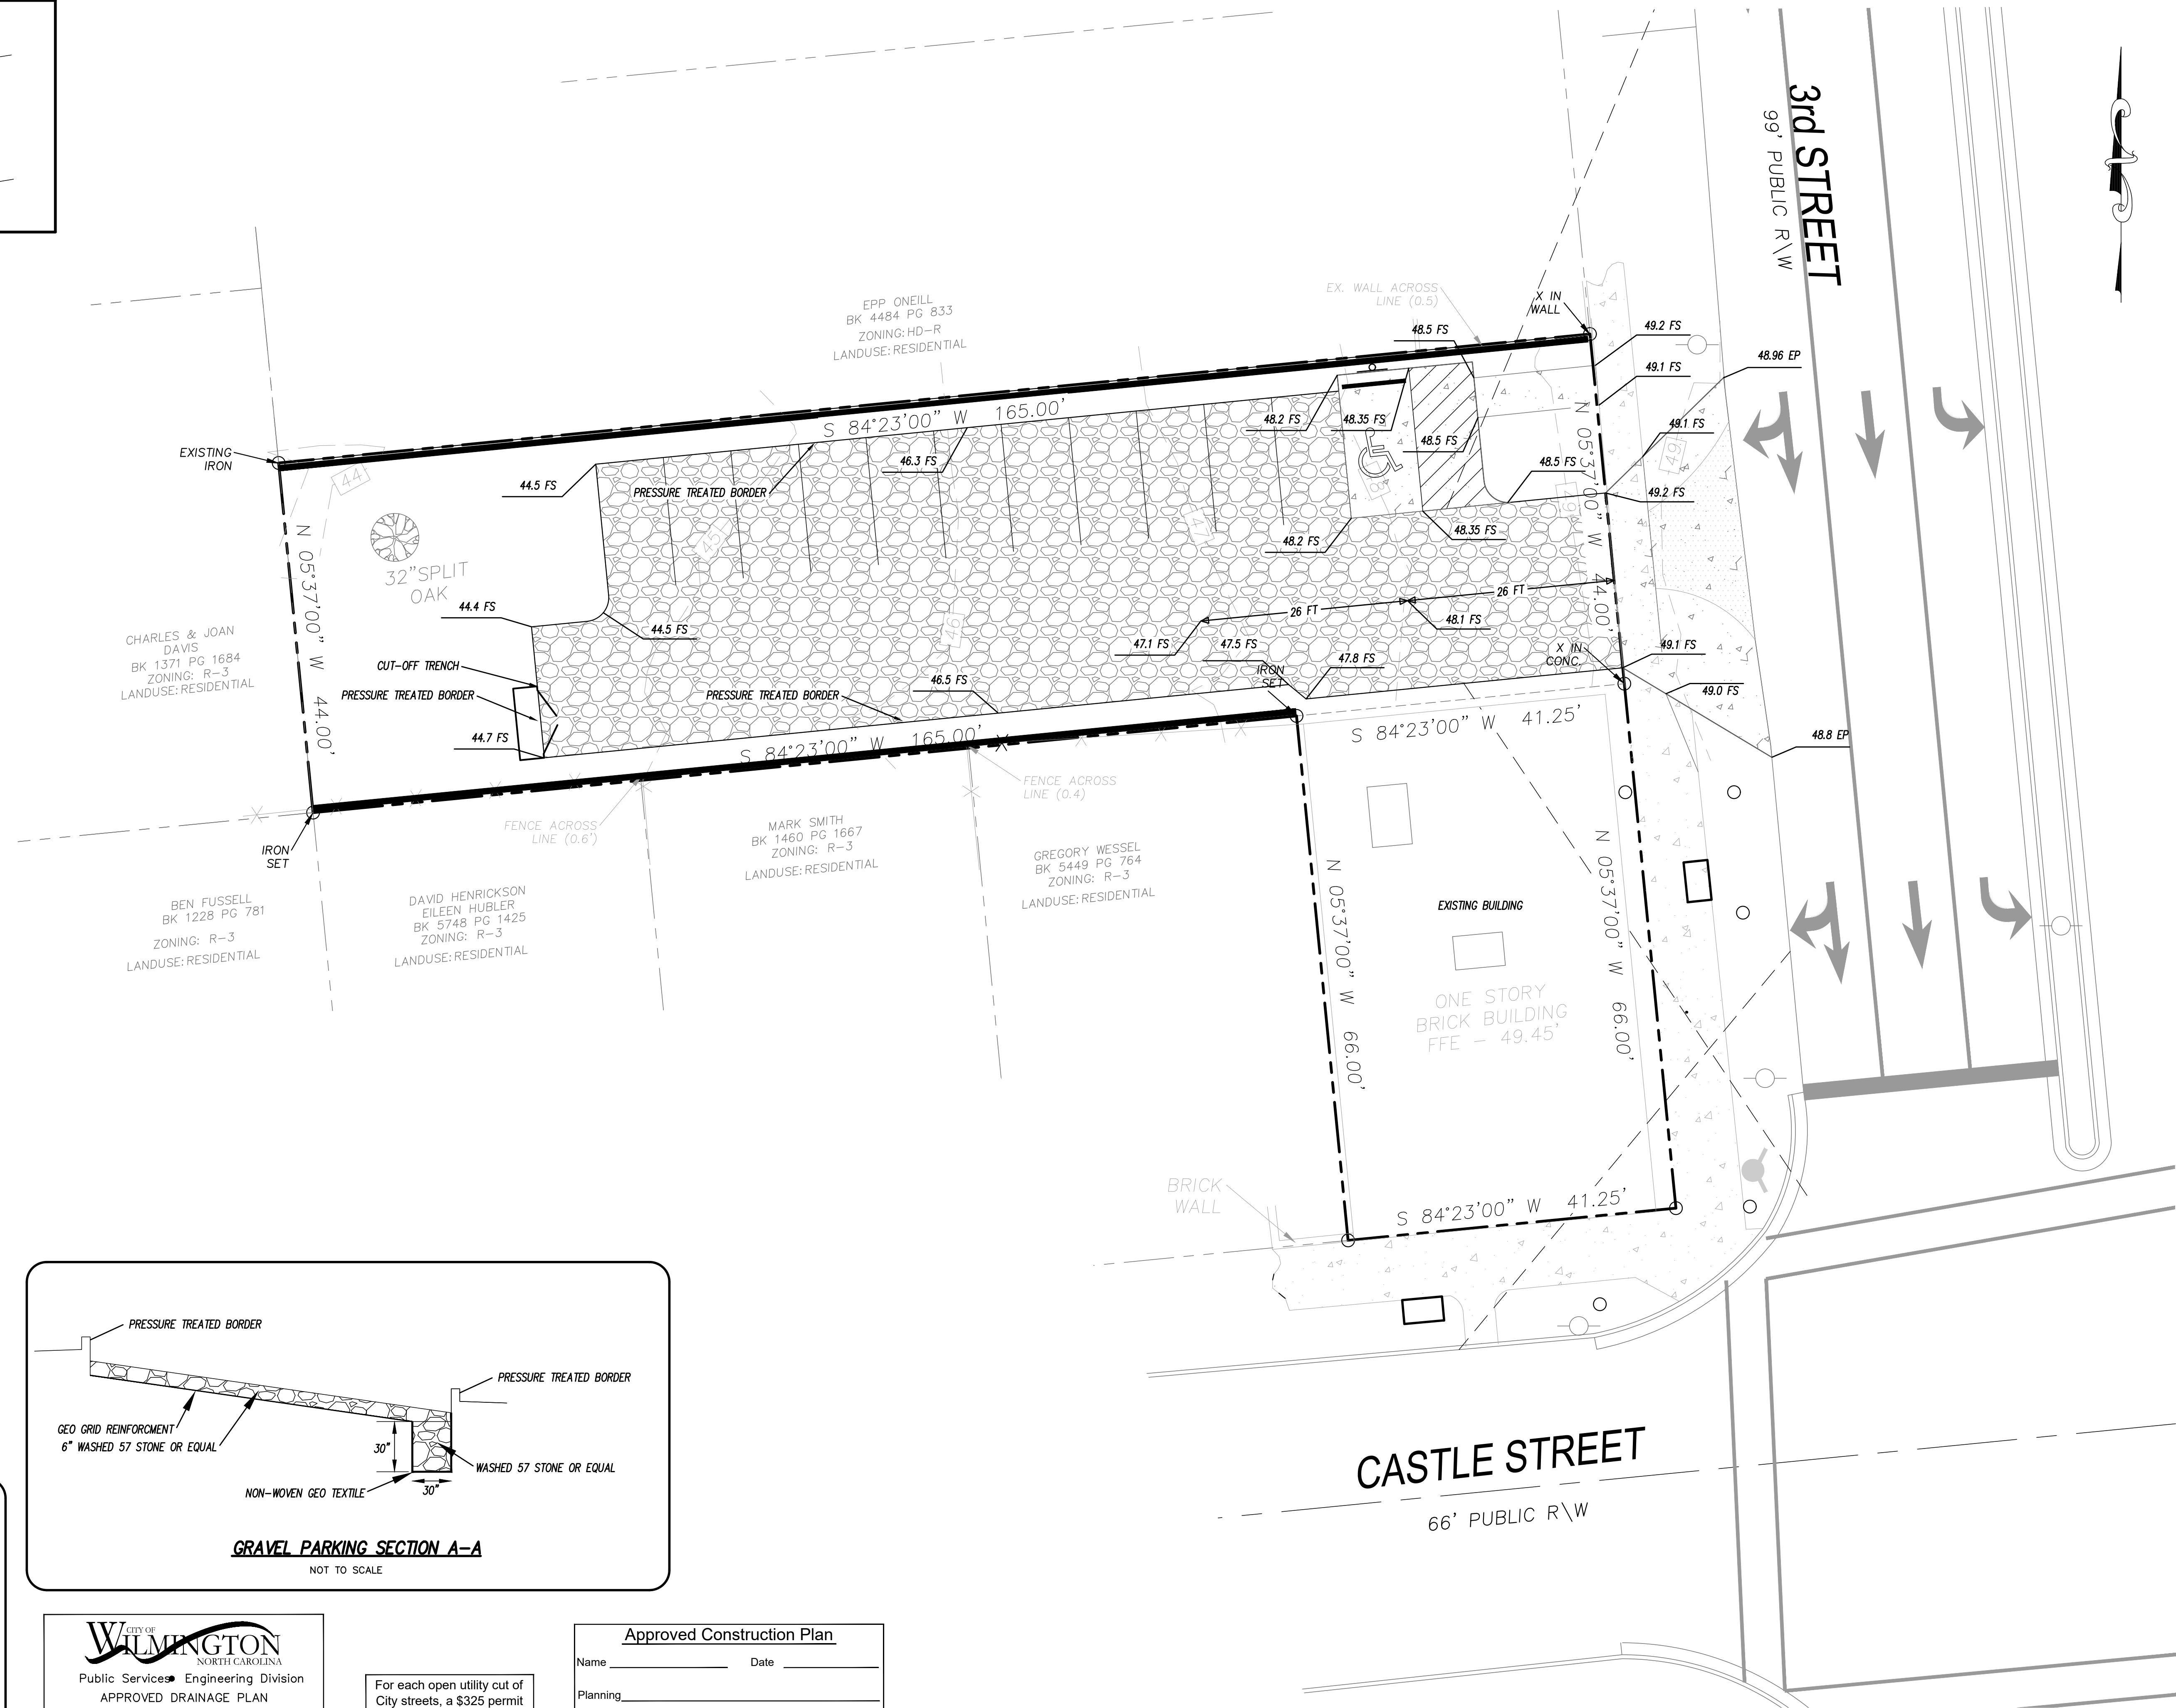 3rd STREET
99' PUBLIC R\W
EPP ONEILL
BK 4484 PG 833
ZONING: HD-R
LANDUSE: RESIDENTIAL
EX. WALL ACROSS
LINE (0.5)
X IN
WALL
48.5 FS
49.2 FS
49.1 FS
48.96 EP
S 84°23'00" W 165.00'
EXISTING
IRON
44
44.5 FS
PRESSURE TREATED BORDER
46.3 FS
48.2 FS
48.35 FS
48.5 FS
48.5 FS
49.1 FS
49.2 FS
49
48.2 FS
48.35 FS
N 05°37'00" W 44.00'
32"SPLIT
OAK
45
46
47
44.4 FS
44.5 FS
26 FT
26 FT
48.1 FS
47.1 FS
47.5 FS
47.8 FS
IRON
SET
X IN
CONC.
49.1 FS
49.0 FS
48.8 EP
N 05°37'00" W 44.00'
CHARLES & JOAN
DAVIS
BK 1371 PG 1684
ZONING: R-3
LANDUSE: RESIDENTIAL
CUT-OFF TRENCH
PRESSURE TREATED BORDER
44.7 FS
PRESSURE TREATED BORDER
46.5 FS
S 84°23'00" W 165.00'
S 84°23'00" W 41.25'
FENCE ACROSS
LINE (0.4)
FENCE ACROSS
LINE (0.6')
IRON
SET
BEN FUSSELL
BK 1228 PG 781
ZONING: R-3
LANDUSE: RESIDENTIAL
DAVID HENRICKSON
EILEEN HUBLER
BK 5748 PG 1425
ZONING: R-3
LANDUSE: RESIDENTIAL
MARK SMITH
BK 1460 PG 1667
ZONING: R-3
LANDUSE: RESIDENTIAL
GREGORY WESSEL
BK 5449 PG 764
ZONING: R-3
LANDUSE: RESIDENTIAL
N 05°37'00" W 66.00'
N 05°37'00" W 66.00'
EXISTING BUILDING
ONE STORY
BRICK BUILDING
FFE - 49.45'
BRICK
WALL
S 84°23'00" W 41.25'
CASTLE STREET
66' PUBLIC R\W
PRESSURE TREATED BORDER
PRESSURE TREATED BORDER
GEO GRID REINFORCMENT
6" WASHED 57 STONE OR EQUAL
30"
WASHED 57 STONE OR EQUAL
NON-WOVEN GEO TEXTILE
30"
GRAVEL PARKING SECTION A-A
NOT TO SCALE
CITY OF
WILMINGTON
NORTH CAROLINA
Public Services Engineering Division
APPROVED DRAINAGE PLAN
For each open utility cut of
City streets, a $325 permit
Approved Construction Plan
Name Date
Planning